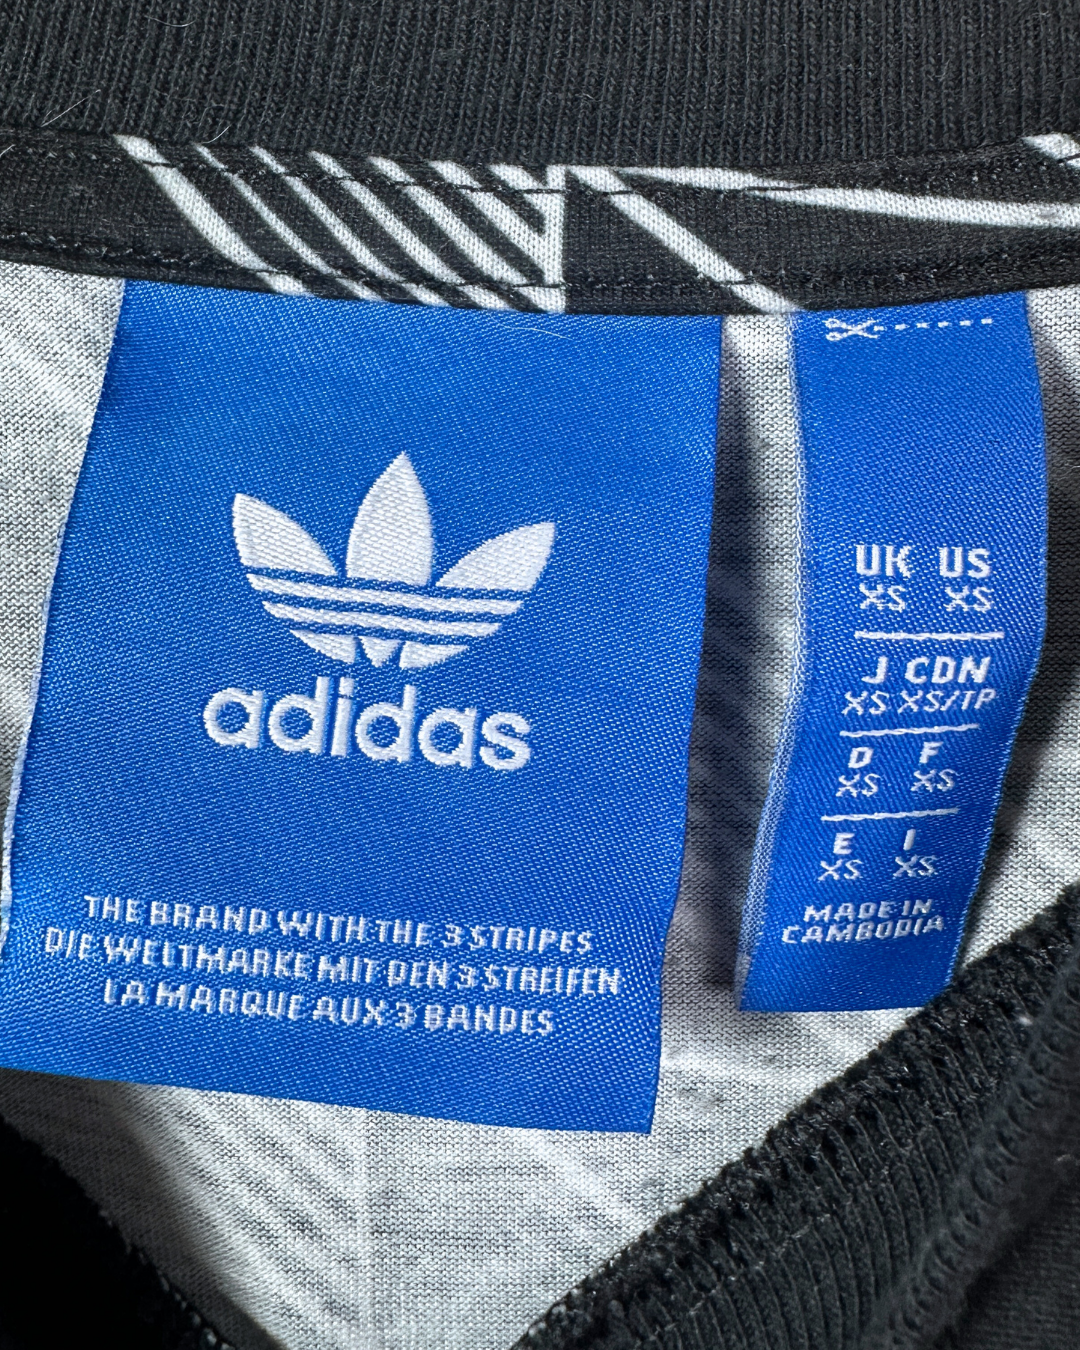 adidas
THE BRAND WITH THE 3 STRIPES
DIE WELTMARKE MIT DEN 3 STREIFEN
LA MARQUE AUX 3 BANDES
UK US
XS XS
J CDN
XS XS/TP
D F
XS XS
E I
XS XS
MADE IN
CAMBODIA